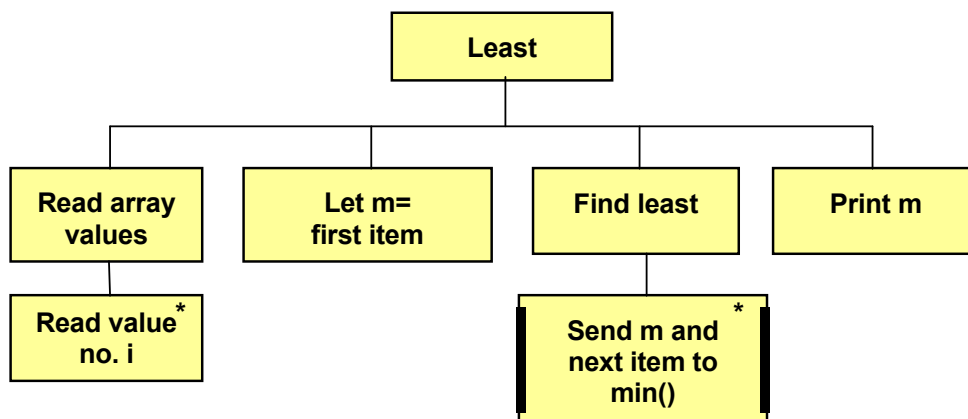 Least
Read array
values
Let m=
first item
Find least
Print m
Read value*
no. i
*
Send m and
next item to
min()